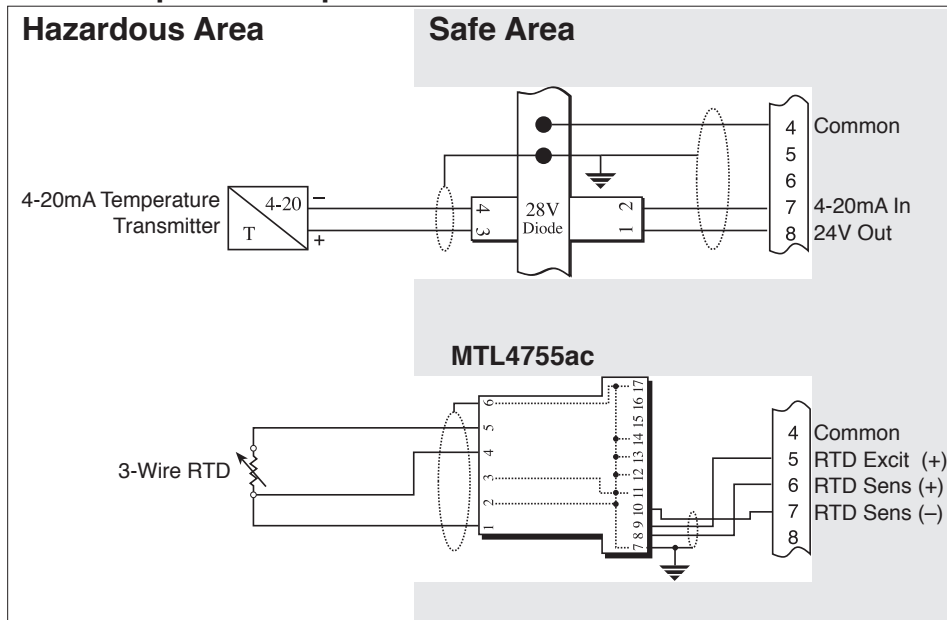 Hazardous Area
Safe Area
4-20mA Temperature
Transmitter
4-20
T
–
+
4
3
28V
Diode
2
1
4
5
6
7
8
Common
4-20mA In
24V Out
MTL4755ac
3-Wire RTD
6
5
4
3
2
1
17
16
15
14
13
12
11
10
9
8
7
4 Common
5 RTD Excit (+)
6 RTD Sens (+)
7 RTD Sens (–)
8